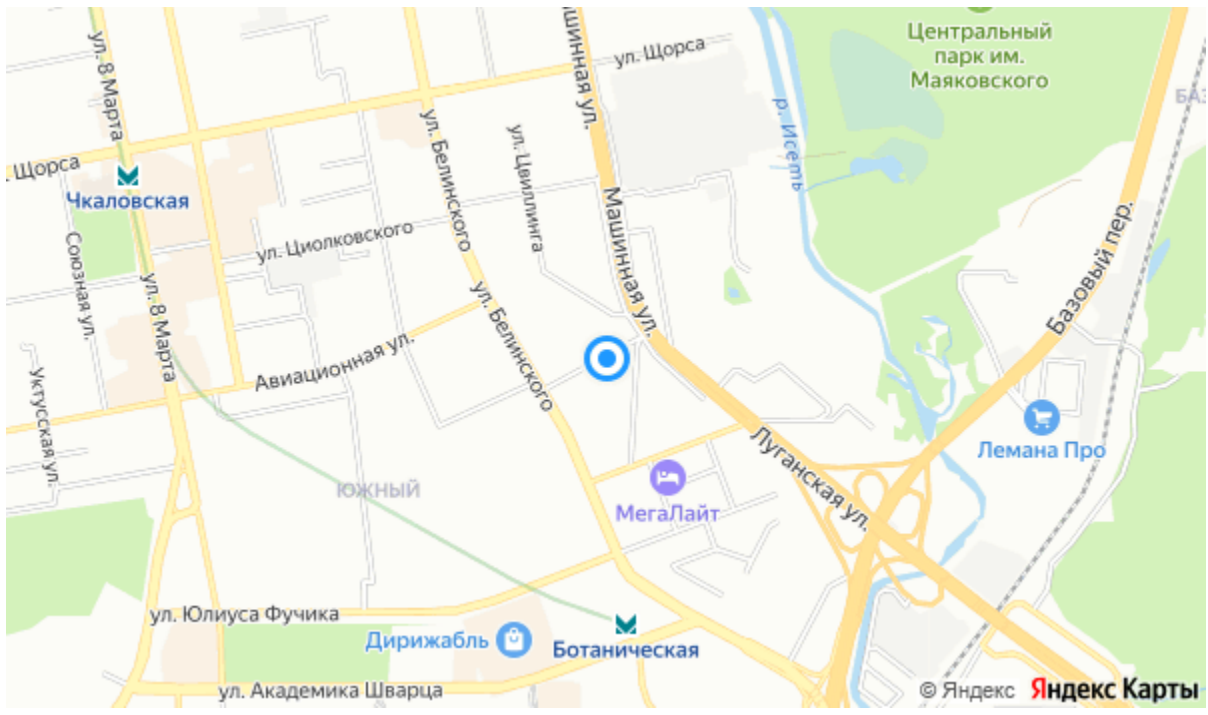 Центральный
парк им.
Маяковского
БАЗ
ул. 8 Марта
шинная ул.
ул. Щорса
р. Исеть
. Щорса
Чкаловская
ул. Белинского
ул. Цвиллинга
Машинная ул.
Союзная ул.
ул. Циолковского
ул. 8 Марта
Базовый пер.
ул. Белинского
Авиационная ул.
Уктусская ул.
Лемана Про
Луганская ул.
ЮЖНЫЙ
МегаЛайт
ул. Юлиуса Фучика
Дирижабль
Ботаническая
ул. Академика Шварца
© Яндекс Яндекс Карты